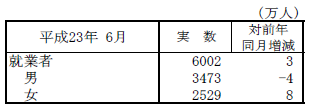 (万人)
平成23年 6月 実 数 対前年同月増減
就業者 6002 3
男 3473 -4
女 2529 8